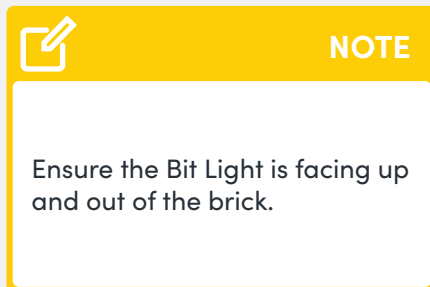 NOTE
Ensure the Bit Light is facing up
and out of the brick.